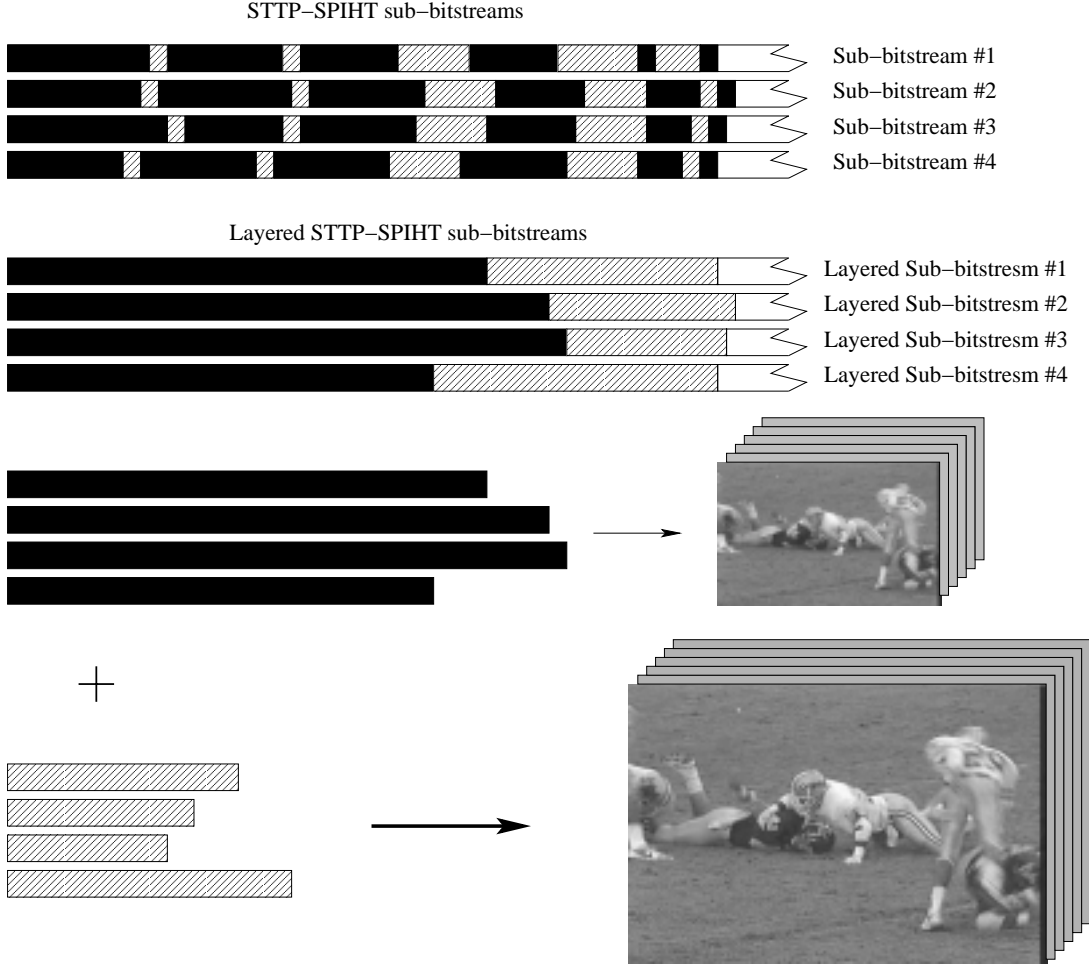 STTP−SPIHT sub−bitstreams
Sub−bitstream #1
Sub−bitstream #2
Sub−bitstream #3
Sub−bitstream #4
Layered STTP−SPIHT sub−bitstreams
Layered Sub−bitstresm #1
Layered Sub−bitstresm #2
Layered Sub−bitstresm #3
Layered Sub−bitstresm #4